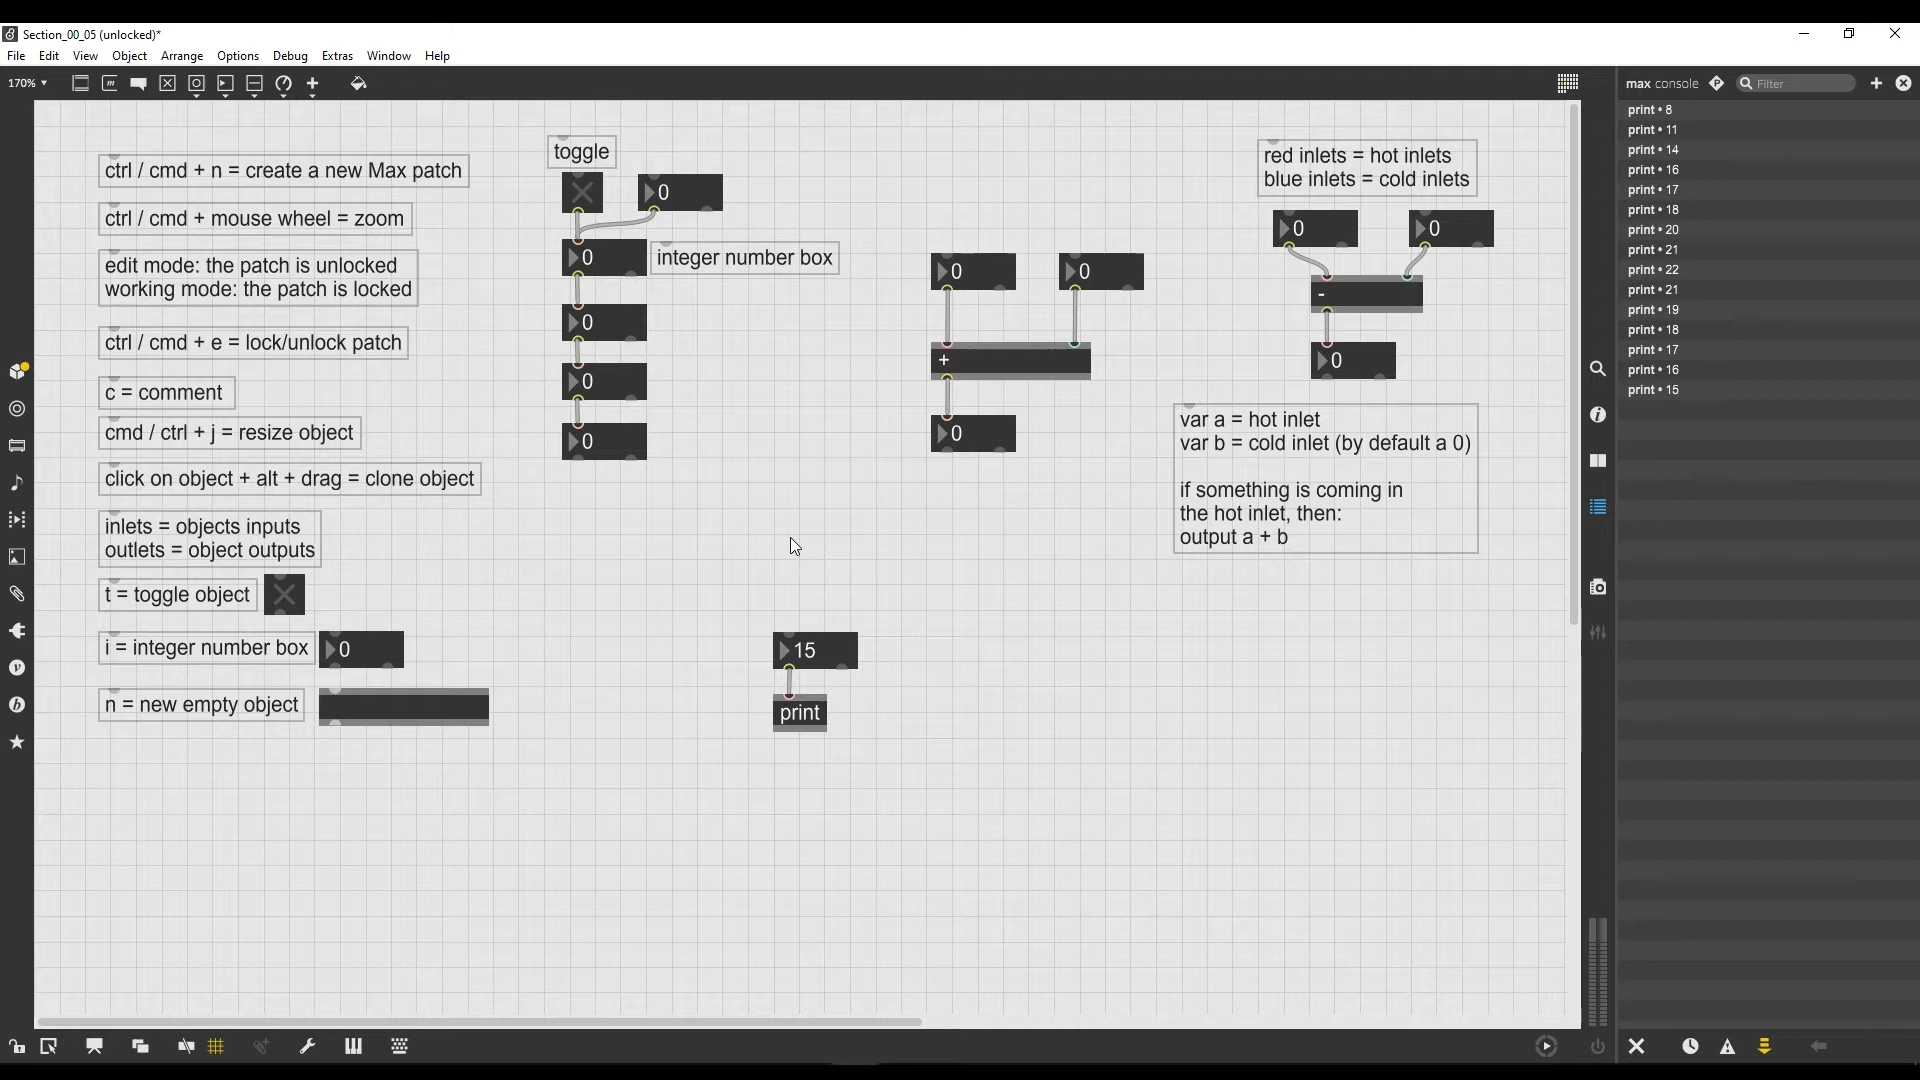 Section_00_05 (unlocked)*
File Edit View Object Arrange Options Debug Extras Window Help
170%
max console
Filter
ctrl / cmd + n = create a new Max patch
ctrl / cmd + mouse wheel = zoom
edit mode: the patch is unlocked
working mode: the patch is locked
ctrl / cmd + e = lock/unlock patch
c = comment
cmd / ctrl + j = resize object
click on object + alt + drag = clone object
inlets = objects inputs
outlets = object outputs
t = toggle object
i = integer number box
0
n = new empty object
toggle
0
0
integer number box
0
0
0
0
0
+
0
15
print
red inlets = hot inlets
blue inlets = cold inlets
0
0
-
0
var a = hot inlet
var b = cold inlet (by default a 0)
if something is coming in
the hot inlet, then:
output a + b
print • 8
print • 11
print • 14
print • 16
print • 17
print • 18
print • 20
print • 21
print • 22
print • 21
print • 19
print • 18
print • 17
print • 16
print • 15